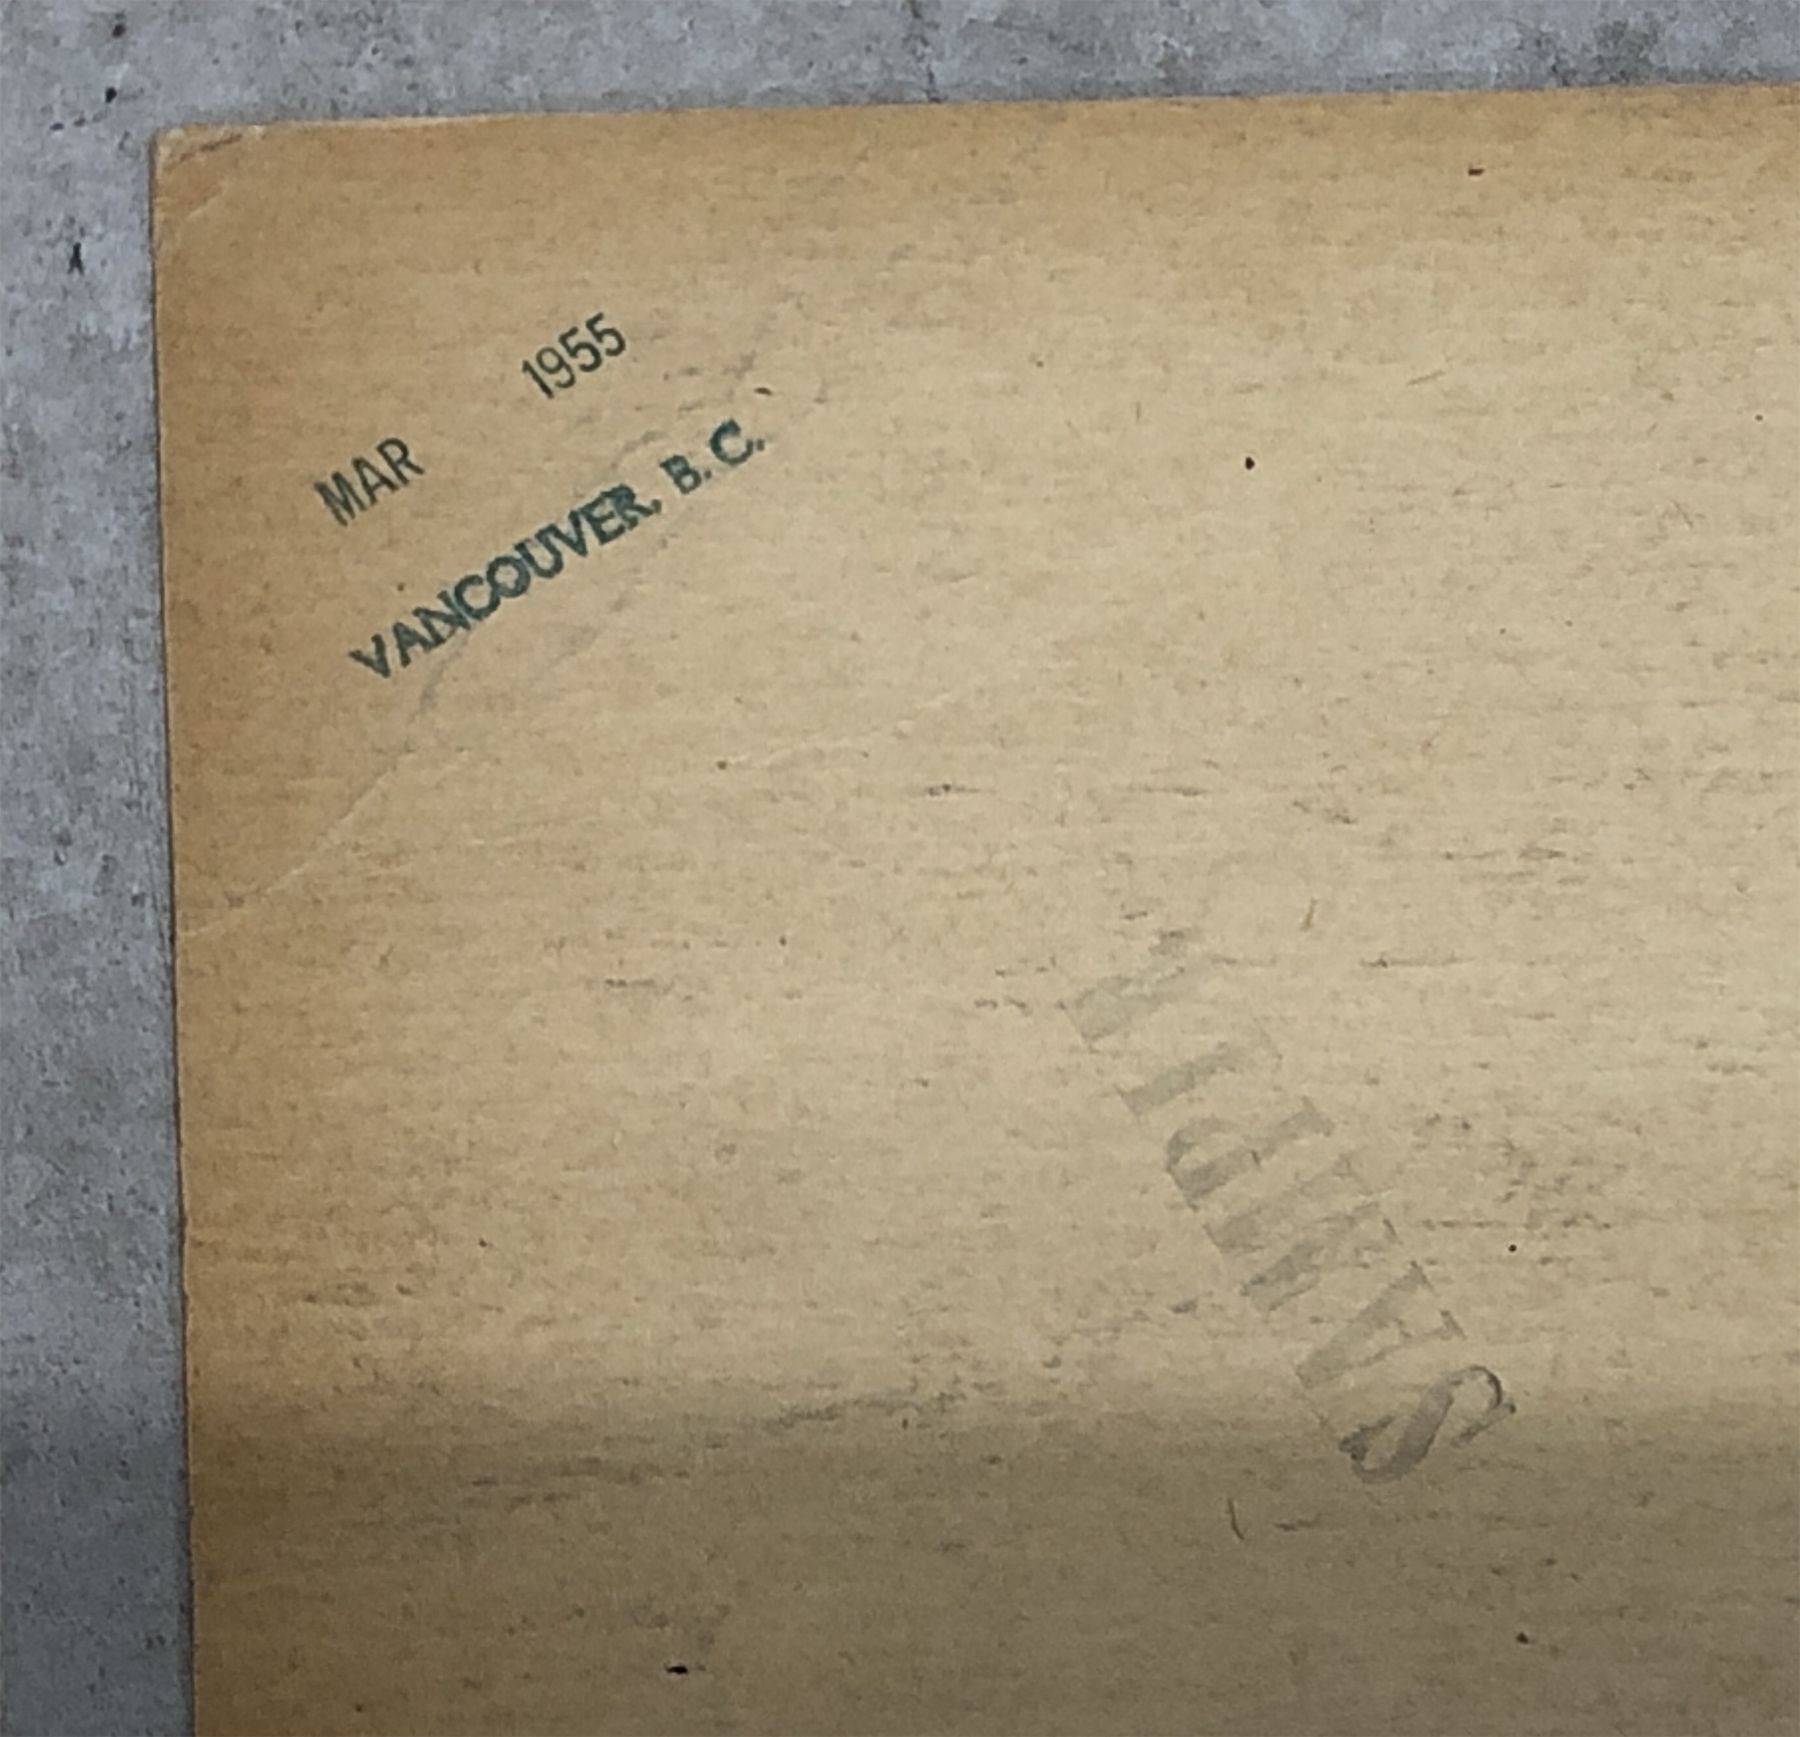 MAR 1955
VANCOUVER, B. C.